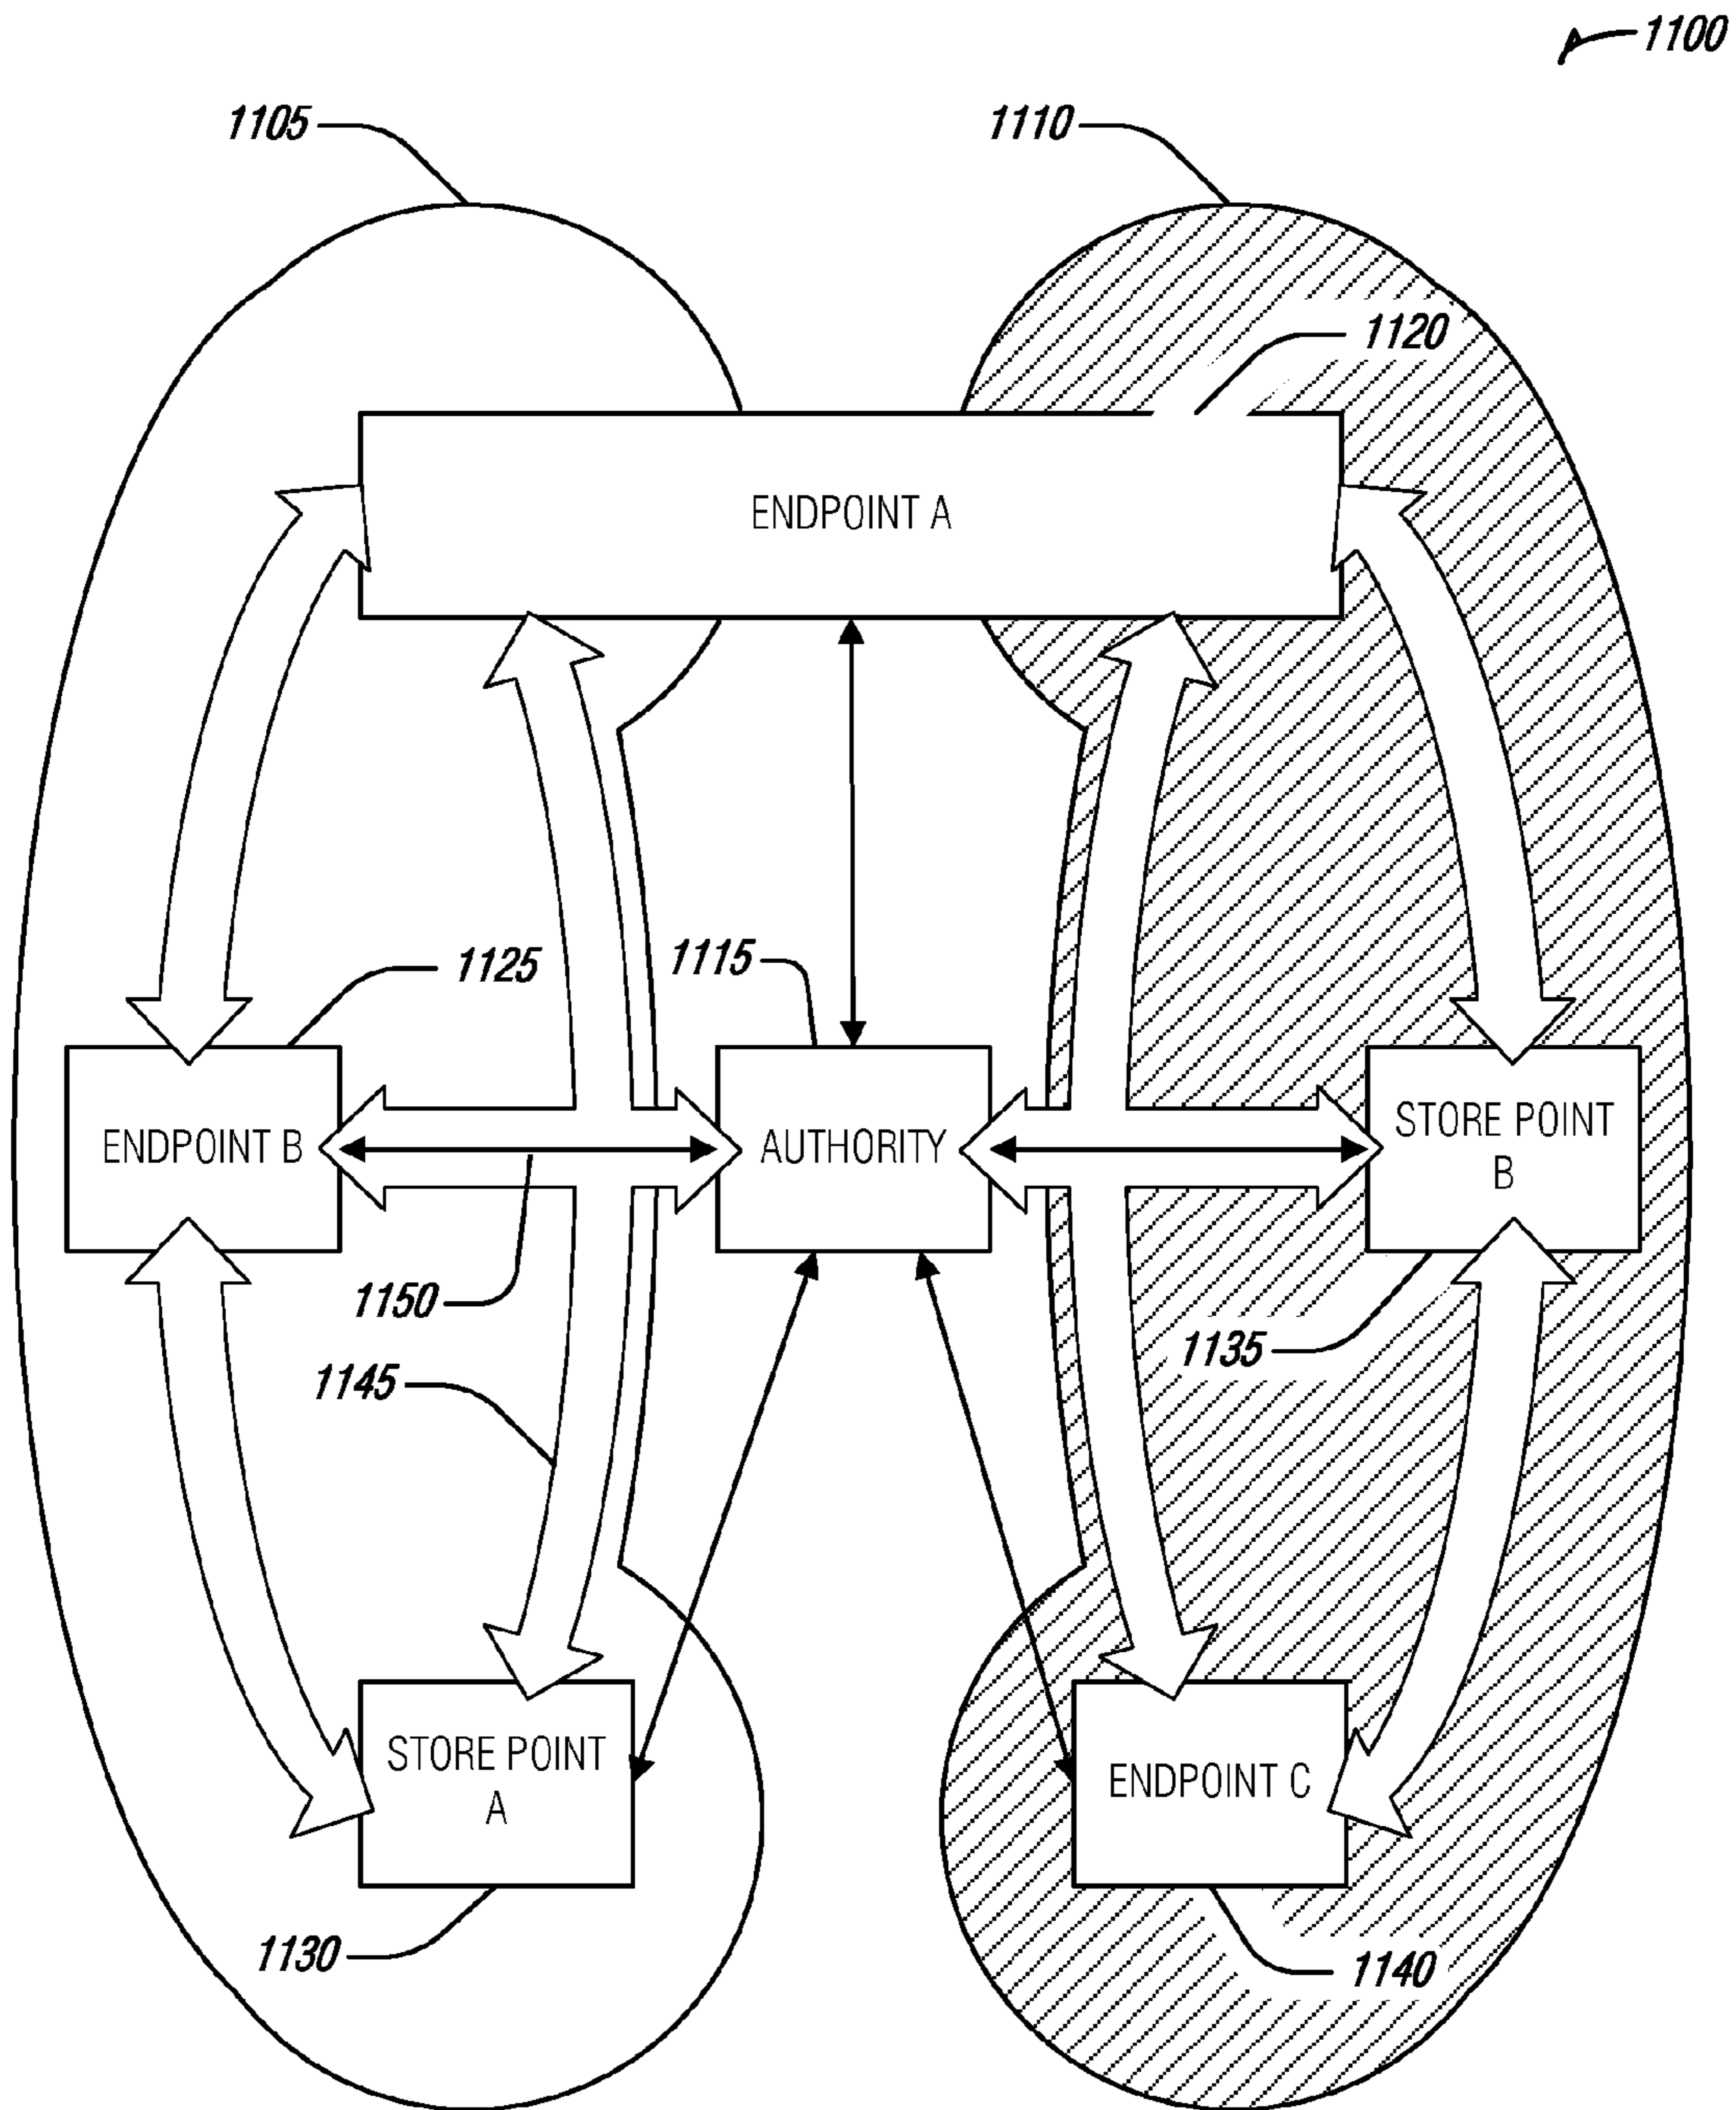 1100
1105
1110
1120
ENDPOINT A
1125
1115
ENDPOINT B
AUTHORITY
STORE POINT
B
1150
1135
1145
STORE POINT
A
ENDPOINT C
1130
1140